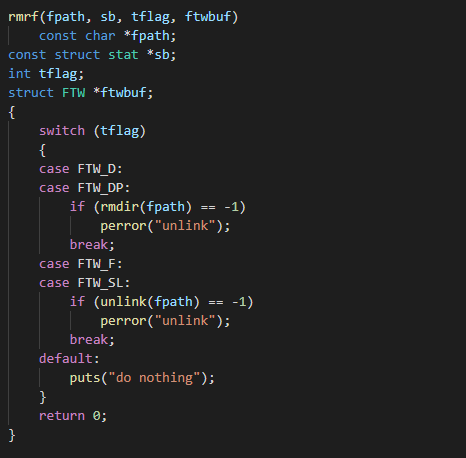 rmrf(fpath, sb, tflag, ftwbuf)
    const char *fpath;
const struct stat *sb;
int tflag;
struct FTW *ftwbuf;
{
    switch (tflag)
    {
    case FTW_D:
    case FTW_DP:
        if (rmdir(fpath) == -1)
            perror("unlink");
        break;
    case FTW_F:
    case FTW_SL:
        if (unlink(fpath) == -1)
            perror("unlink");
        break;
    default:
        puts("do nothing");
    }
    return 0;
}